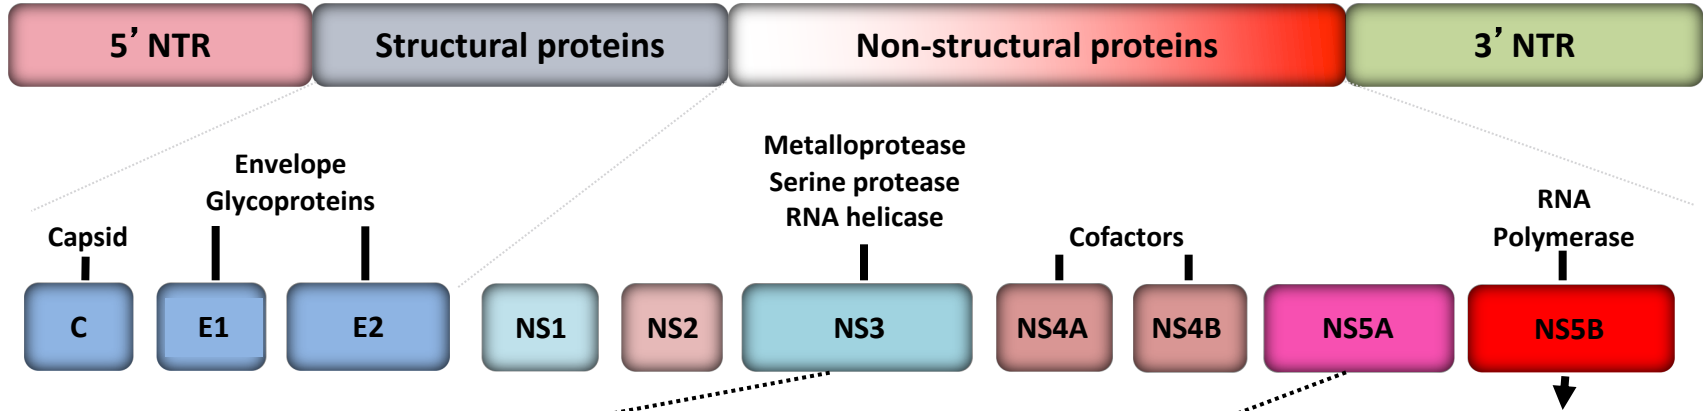 5’ NTR
Structural proteins
Non-structural proteins
3’ NTR
Envelope
Glycoproteins
Capsid
Metalloprotease
Serine protease
RNA helicase
Cofactors
RNA
Polymerase
C
E1
E2
NS1
NS2
NS3
NS4A
NS4B
NS5A
NS5B